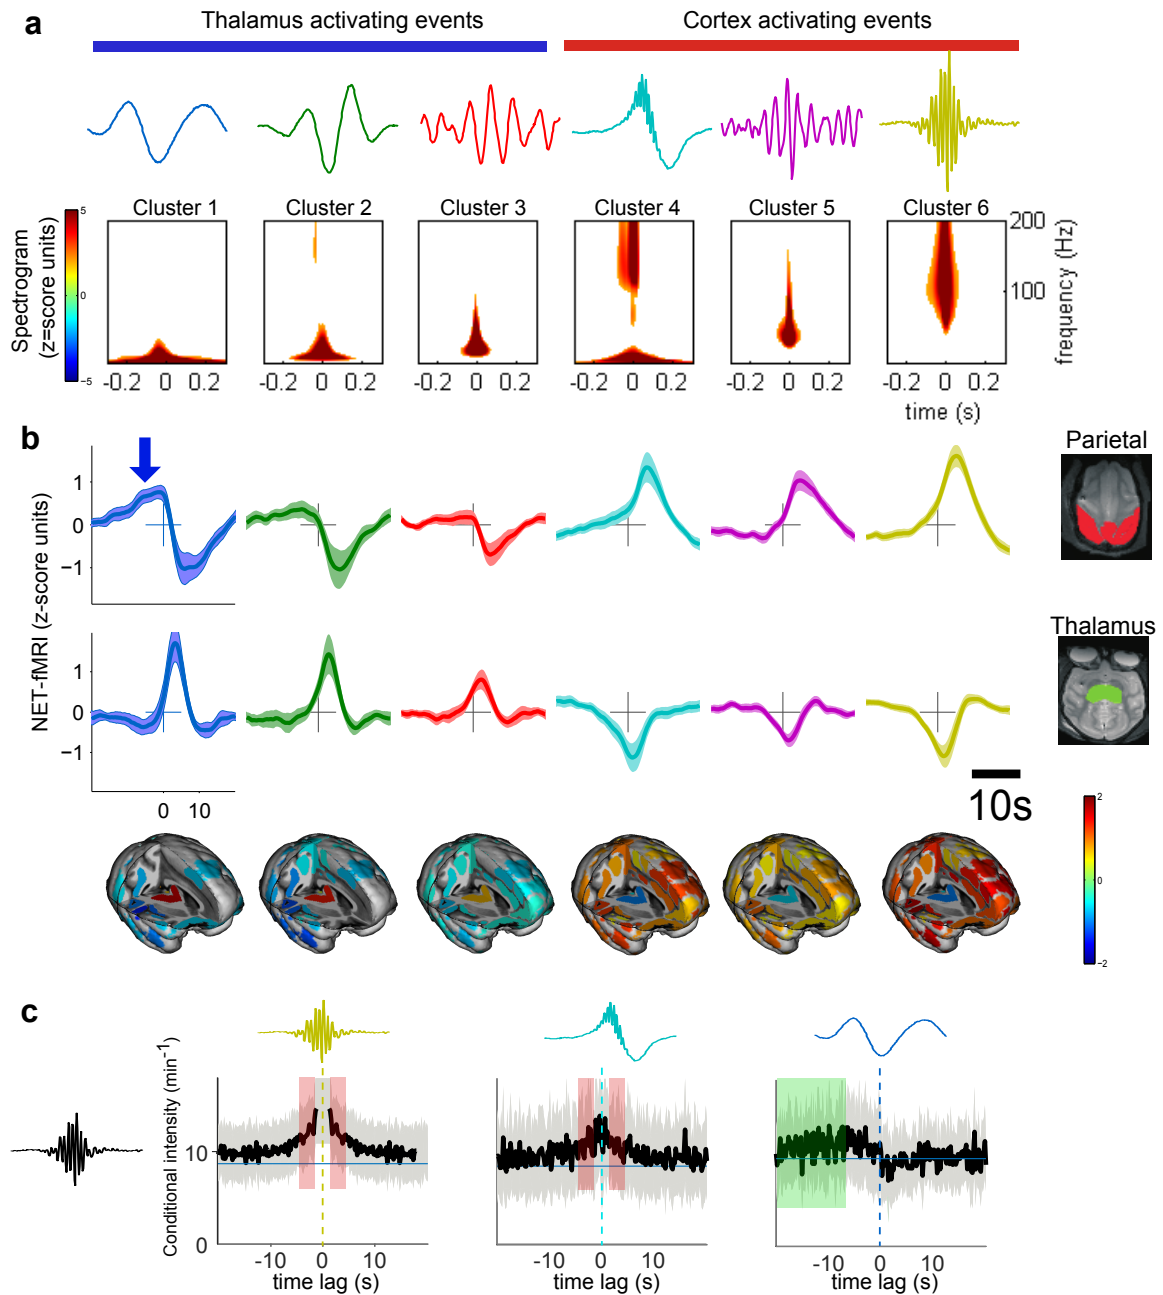 a
Thalamus activating events
Cortex activating events
Cluster 1
Cluster 2
Cluster 3
Cluster 4
Cluster 5
Cluster 6
Spectrogram
(z=score units)
5
0
−5
200
100
frequency (Hz)
-0.2 0 0.2
-0.2 0 0.2
-0.2 0 0.2
-0.2 0 0.2
-0.2 0 0.2
-0.2 0 0.2
time (s)
b
Parietal
NET-fMRI (z-score units)
1
0
−1
Thalamus
1
0
−1
0 10
10s
2
0
−2
c
Conditional intensity (min⁻¹)
10
0
-10 0 10
time lag (s)
-10 0 10
time lag (s)
-10 0 10
time lag (s)